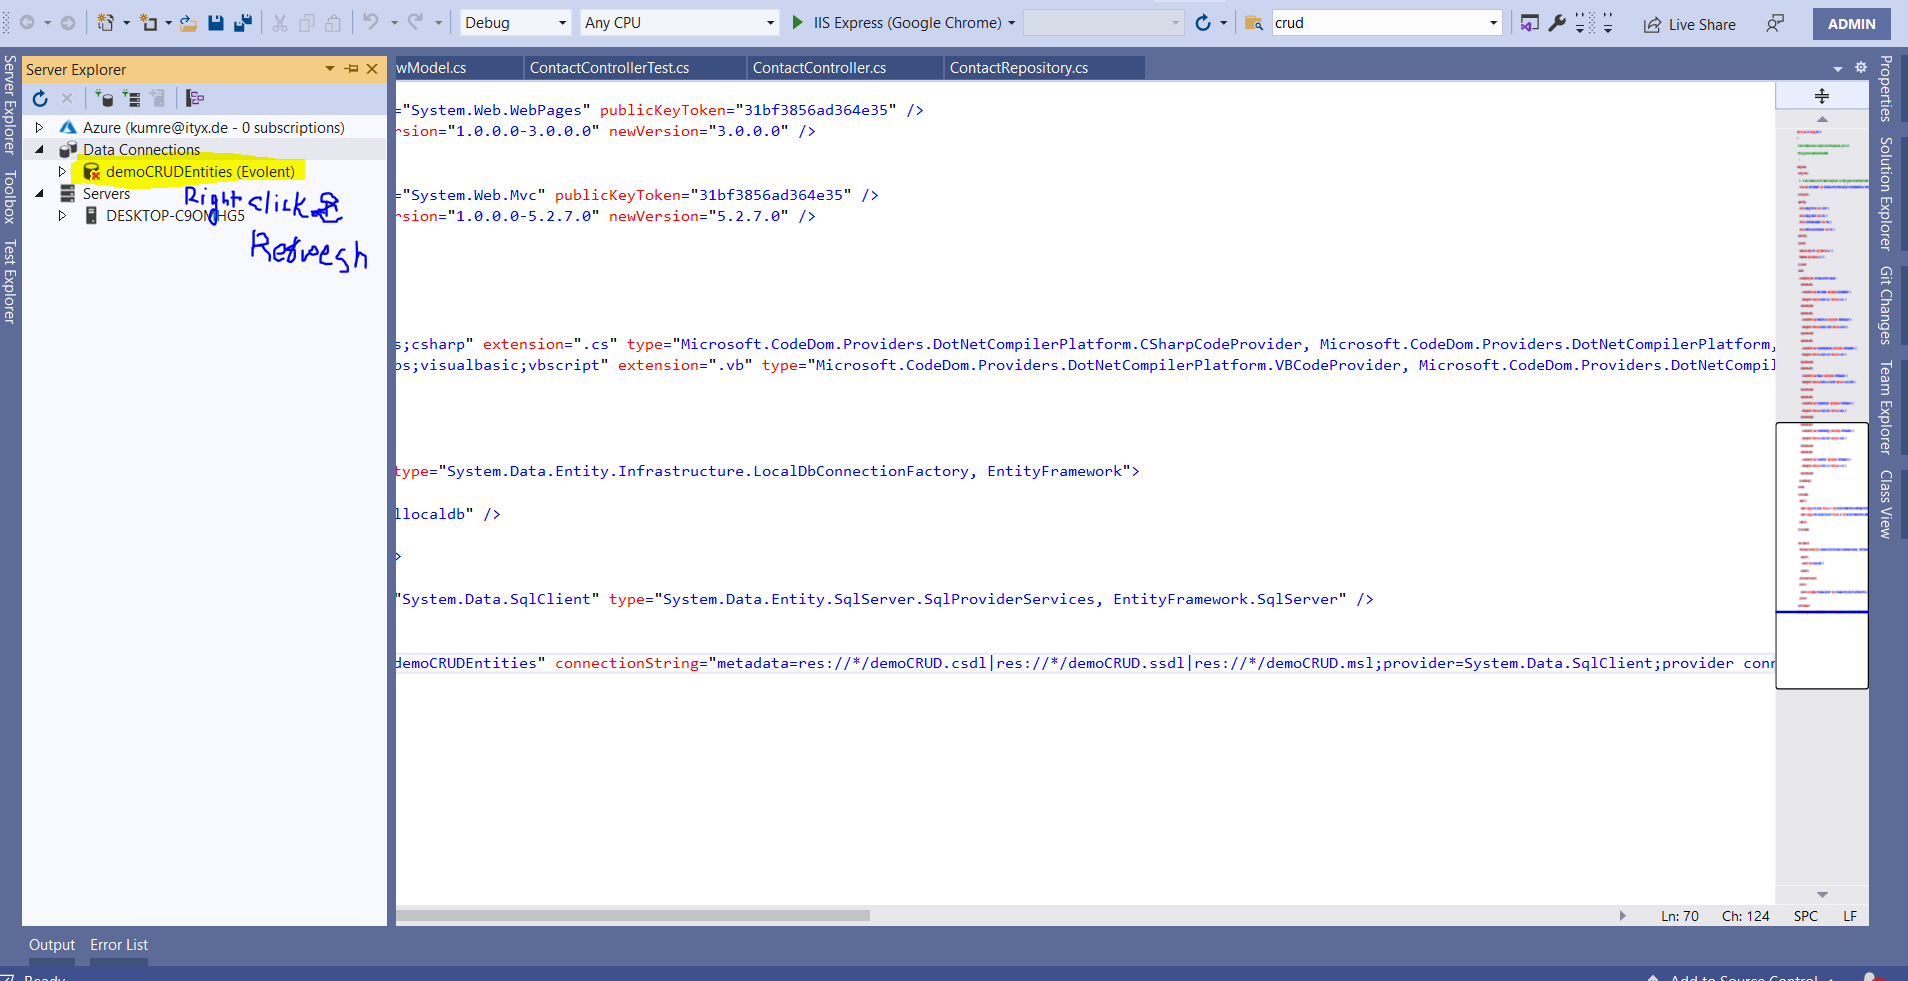 Debug
Any CPU
IIS Express (Google Chrome)
crud
Live Share
ADMIN
Server Explorer
Toolbox
Test Explorer
Server Explorer
Azure (kumre@ityx.de - 0 subscriptions)
Data Connections
demoCRUDEntities (Evolent)
Servers
DESKTOP-C9OMHG5
Right click &
Refresh
wModel.cs
ContactControllerTest.cs
ContactController.cs
ContactRepository.cs
="System.Web.WebPages" publicKeyToken="31bf3856ad364e35" />
rsion="1.0.0.0-3.0.0.0" newVersion="3.0.0.0" />
="System.Web.Mvc" publicKeyToken="31bf3856ad364e35" />
rsion="1.0.0.0-5.2.7.0" newVersion="5.2.7.0" />
s;csharp" extension=".cs" type="Microsoft.CodeDom.Providers.DotNetCompilerPlatform.CSharpCodeProvider, Microsoft.CodeDom.Providers.DotNetCompilerPlatform,
bs;visualbasic;vbscript" extension=".vb" type="Microsoft.CodeDom.Providers.DotNetCompilerPlatform.VBCodeProvider, Microsoft.CodeDom.Providers.DotNetCompil
type="System.Data.Entity.Infrastructure.LocalDbConnectionFactory, EntityFramework">
llocaldb" />
>
"System.Data.SqlClient" type="System.Data.Entity.SqlServer.SqlProviderServices, EntityFramework.SqlServer" />
demoCRUDEntities" connectionString="metadata=res://*/demoCRUD.csdl|res://*/demoCRUD.ssdl|res://*/demoCRUD.msl;provider=System.Data.SqlClient;provider conn
Properties
Solution Explorer
Git Changes
Team Explorer
Class View
Ln: 70 Ch: 124 SPC LF
Output Error List
Ready
Add to Source Control